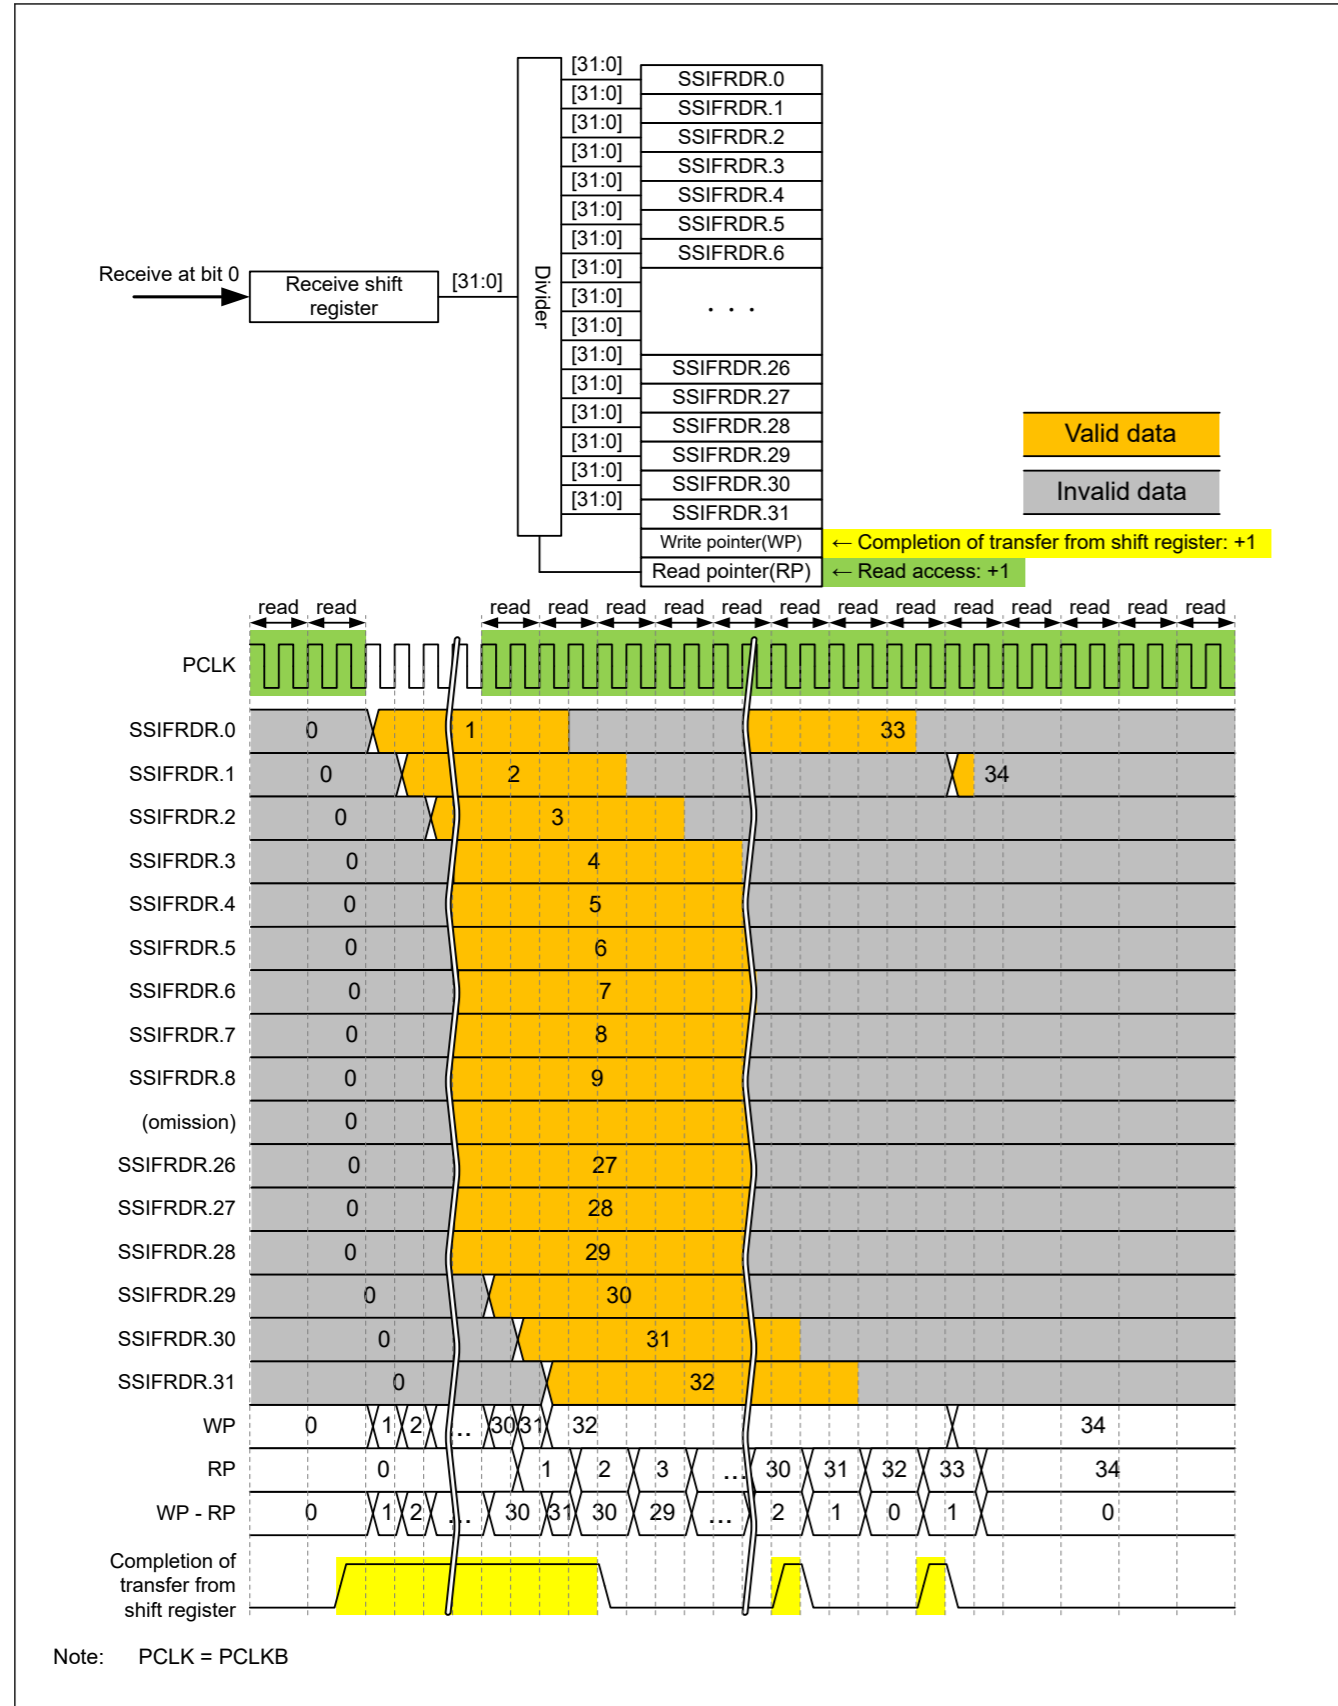 [31:0]
SSIFRDR.0
[31:0]
SSIFRDR.1
[31:0]
SSIFRDR.2
[31:0]
SSIFRDR.3
[31:0]
SSIFRDR.4
[31:0]
SSIFRDR.5
[31:0]
SSIFRDR.6
[31:0]
[31:0]
. . .
[31:0]
[31:0]
SSIFRDR.26
[31:0]
SSIFRDR.27
[31:0]
SSIFRDR.28
[31:0]
SSIFRDR.29
[31:0]
SSIFRDR.30
[31:0]
SSIFRDR.31
Receive at bit 0
Receive shift
register
[31:0]
Divider
Valid data
Invalid data
Write pointer(WP) ← Completion of transfer from shift register: +1
Read pointer(RP) ← Read access: +1
read read read read read read read read read read read read read read read
PCLK
SSIFRDR.0 0 1 33
SSIFRDR.1 0 2 34
SSIFRDR.2 0 3
SSIFRDR.3 0 4
SSIFRDR.4 0 5
SSIFRDR.5 0 6
SSIFRDR.6 0 7
SSIFRDR.7 0 8
SSIFRDR.8 0 9
(omission) 0
SSIFRDR.26 0 27
SSIFRDR.27 0 28
SSIFRDR.28 0 29
SSIFRDR.29 0 30
SSIFRDR.30 0 31
SSIFRDR.31 0 32
WP 0 1 2 ... 30 31 32 34
RP 0 1 2 3 ... 30 31 32 33 34
WP - RP 0 1 2 ... 30 31 30 29 ... 2 1 0 1 0
Completion of
transfer from
shift register
Note: PCLK = PCLKB